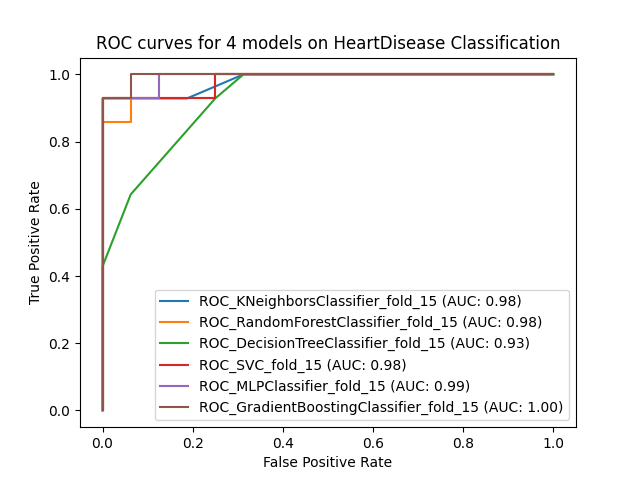 ROC curves for 4 models on HeartDisease Classification
True Positive Rate
1.0
0.8
0.6
0.4
0.2
0.0
ROC_KNeighborsClassifier_fold_15 (AUC: 0.98)
ROC_RandomForestClassifier_fold_15 (AUC: 0.98)
ROC_DecisionTreeClassifier_fold_15 (AUC: 0.93)
ROC_SVC_fold_15 (AUC: 0.98)
ROC_MLPClassifier_fold_15 (AUC: 0.99)
ROC_GradientBoostingClassifier_fold_15 (AUC: 1.00)
0.0 0.2 0.4 0.6 0.8 1.0
False Positive Rate